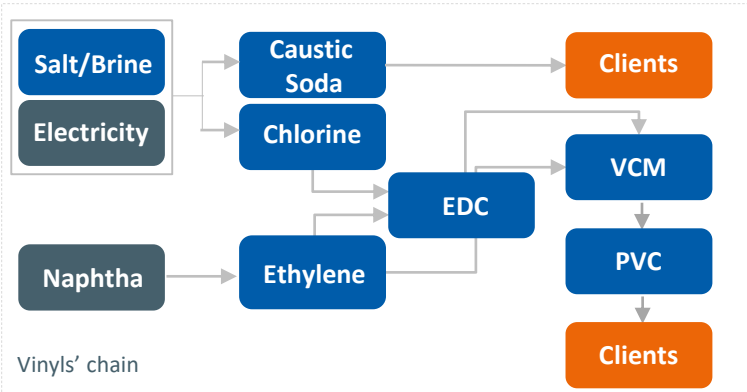 Salt/Brine
Electricity
Caustic
Soda
Chlorine
Clients
EDC
VCM
Naphtha
Ethylene
PVC
Clients
Vinyls’ chain